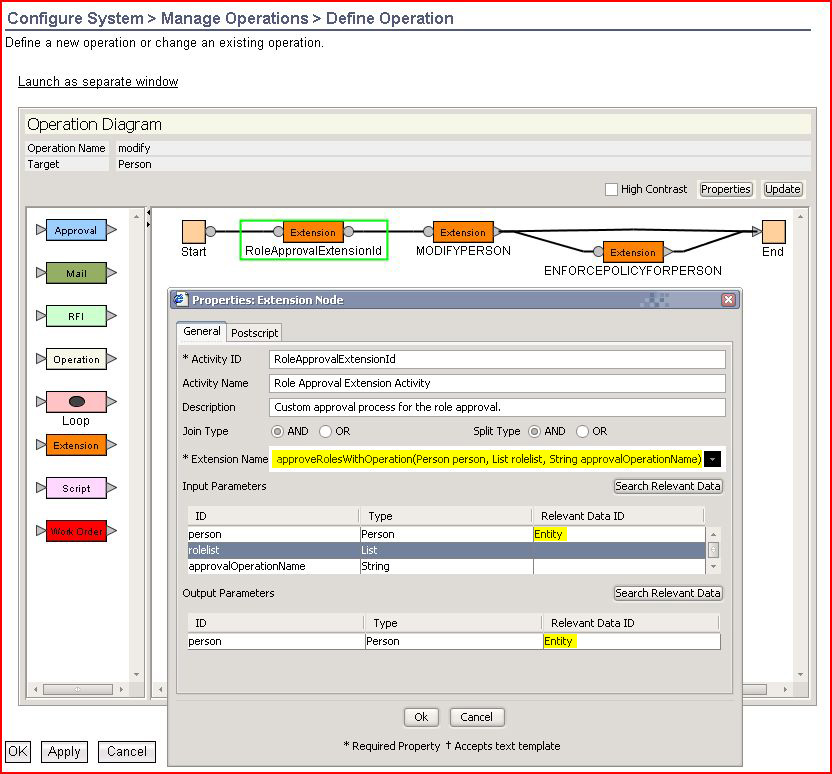 Configure System > Manage Operations > Define Operation
Define a new operation or change an existing operation.
Launch as separate window
Operation Diagram
Operation Name modify
Target Person
High Contrast Properties Update
Approval
Mail
RFI
Operation
Loop
Extension
Script
Work Order
Start
Extension
RoleApprovalExtensionId
Extension
MODIFYPERSON
Extension
ENFORCEPOLICYFORPERSON
End
Properties: Extension Node
General Postscript
* Activity ID RoleApprovalExtensionId
Activity Name Role Approval Extension Activity
Description Custom approval process for the role approval.
Join Type AND OR Split Type AND OR
* Extension Name approveRolesWithOperation(Person person, List rolelist, String approvalOperationName)
Input Parameters Search Relevant Data
ID Type Relevant Data ID
person Person Entity
rolelist List
approvalOperationName String
Output Parameters Search Relevant Data
ID Type Relevant Data ID
person Person Entity
Ok Cancel
* Required Property † Accepts text template
OK Apply Cancel